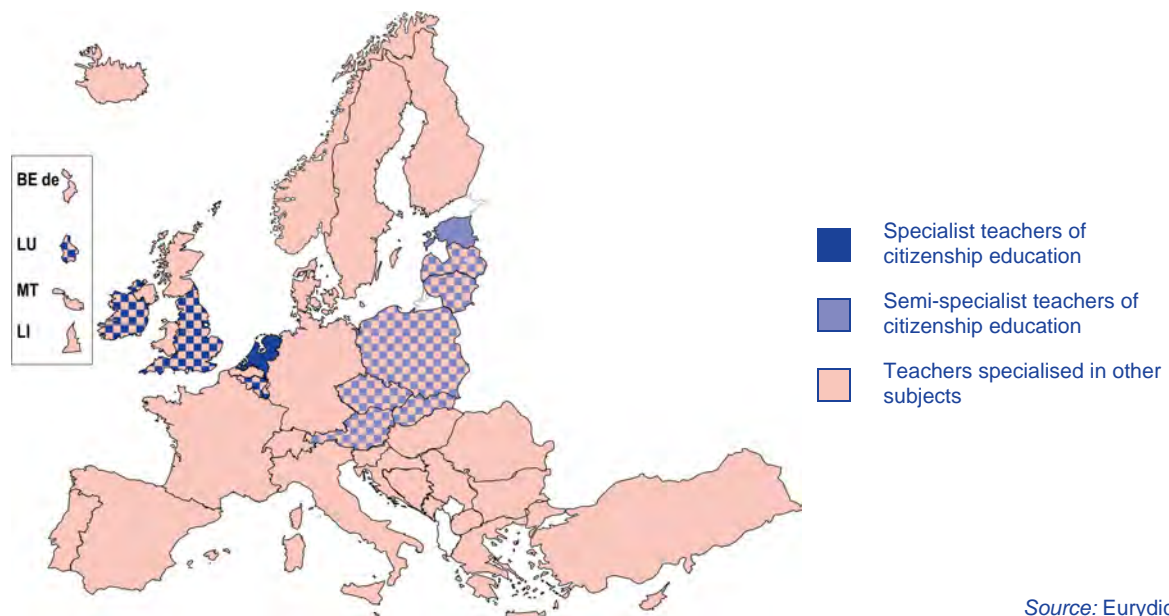 BE de
LU
MT
LI
Specialist teachers of
citizenship education
Semi-specialist teachers of
citizenship education
Teachers specialised in other
subjects
Source: Eurydic